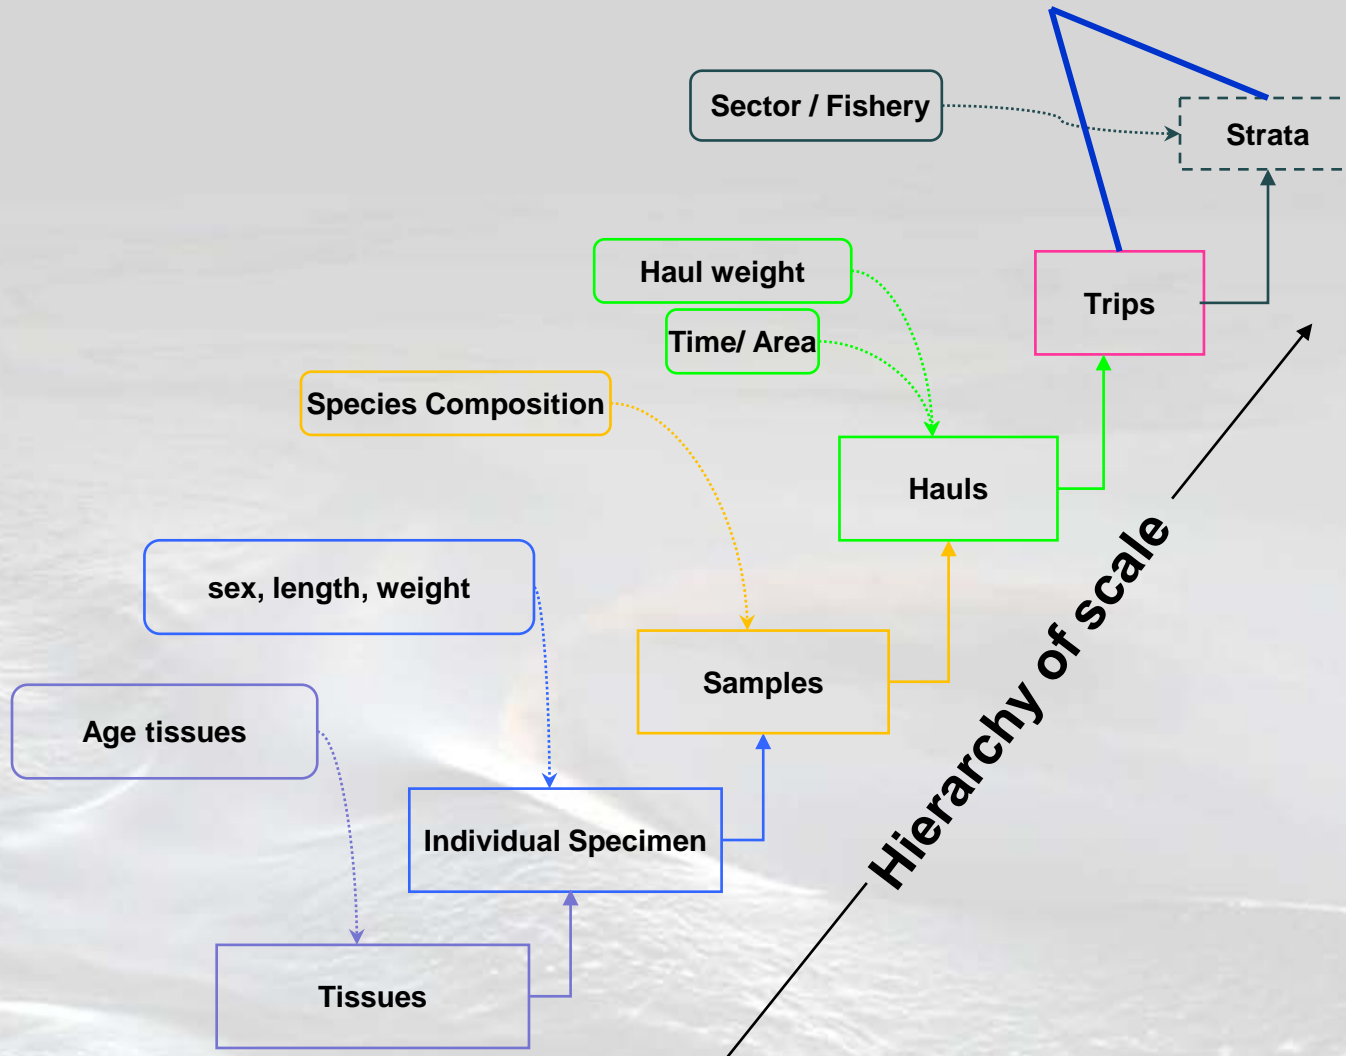 Sector / Fishery
Strata
Haul weight
Trips
Time/ Area
Species Composition
Hauls
sex, length, weight
Hierarchy of scale
Samples
Age tissues
Individual Specimen
Tissues